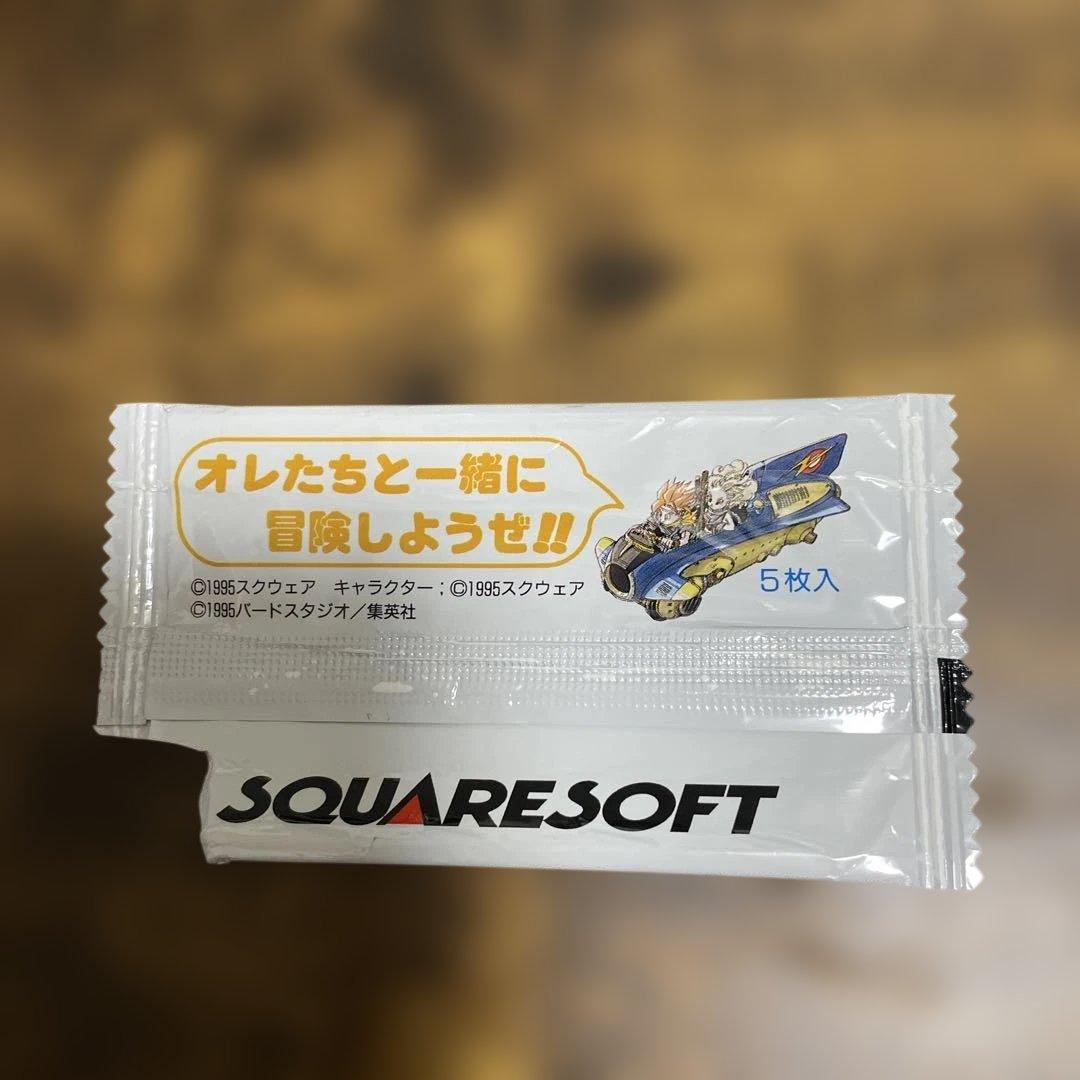 オレたちと一緒に
冒険しようぜ!!
©1995スクウェア　キャラクター；©1995スクウェア
©1995バードスタジオ／集英社
5枚入
SQUARESOFT